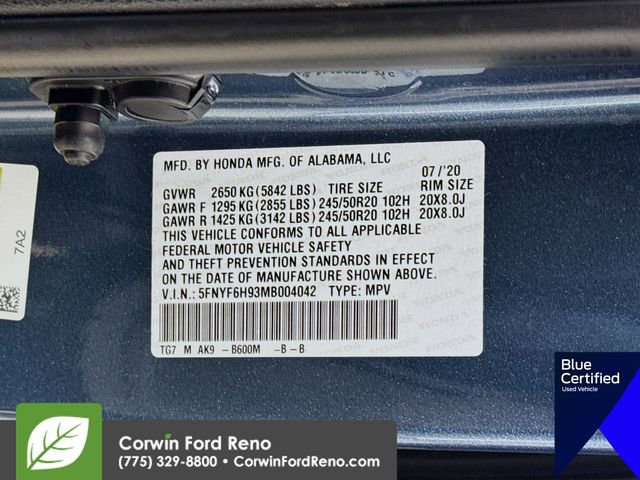 MFD. BY HONDA MFG. OF ALABAMA, LLC
07/'20
GVWR 2650 KG (5842 LBS) TIRE SIZE RIM SIZE
GAWR F 1295 KG (2855 LBS) 245/50R20 102H 20X8.0J
GAWR R 1425 KG (3142 LBS) 245/50R20 102H 20X8.0J
THIS VEHICLE CONFORMS TO ALL APPLICABLE
FEDERAL MOTOR VEHICLE SAFETY
AND THEFT PREVENTION STANDARDS IN EFFECT
ON THE DATE OF MANUFACTURE SHOWN ABOVE.
V.I.N.: 5FNYF6H93MB004042 TYPE: MPV
TG7 M AK9 -B600M -B-B
7A2
Blue
Certified
Used Vehicle
Corwin Ford Reno
(775) 329-8800 • CorwinFordReno.com